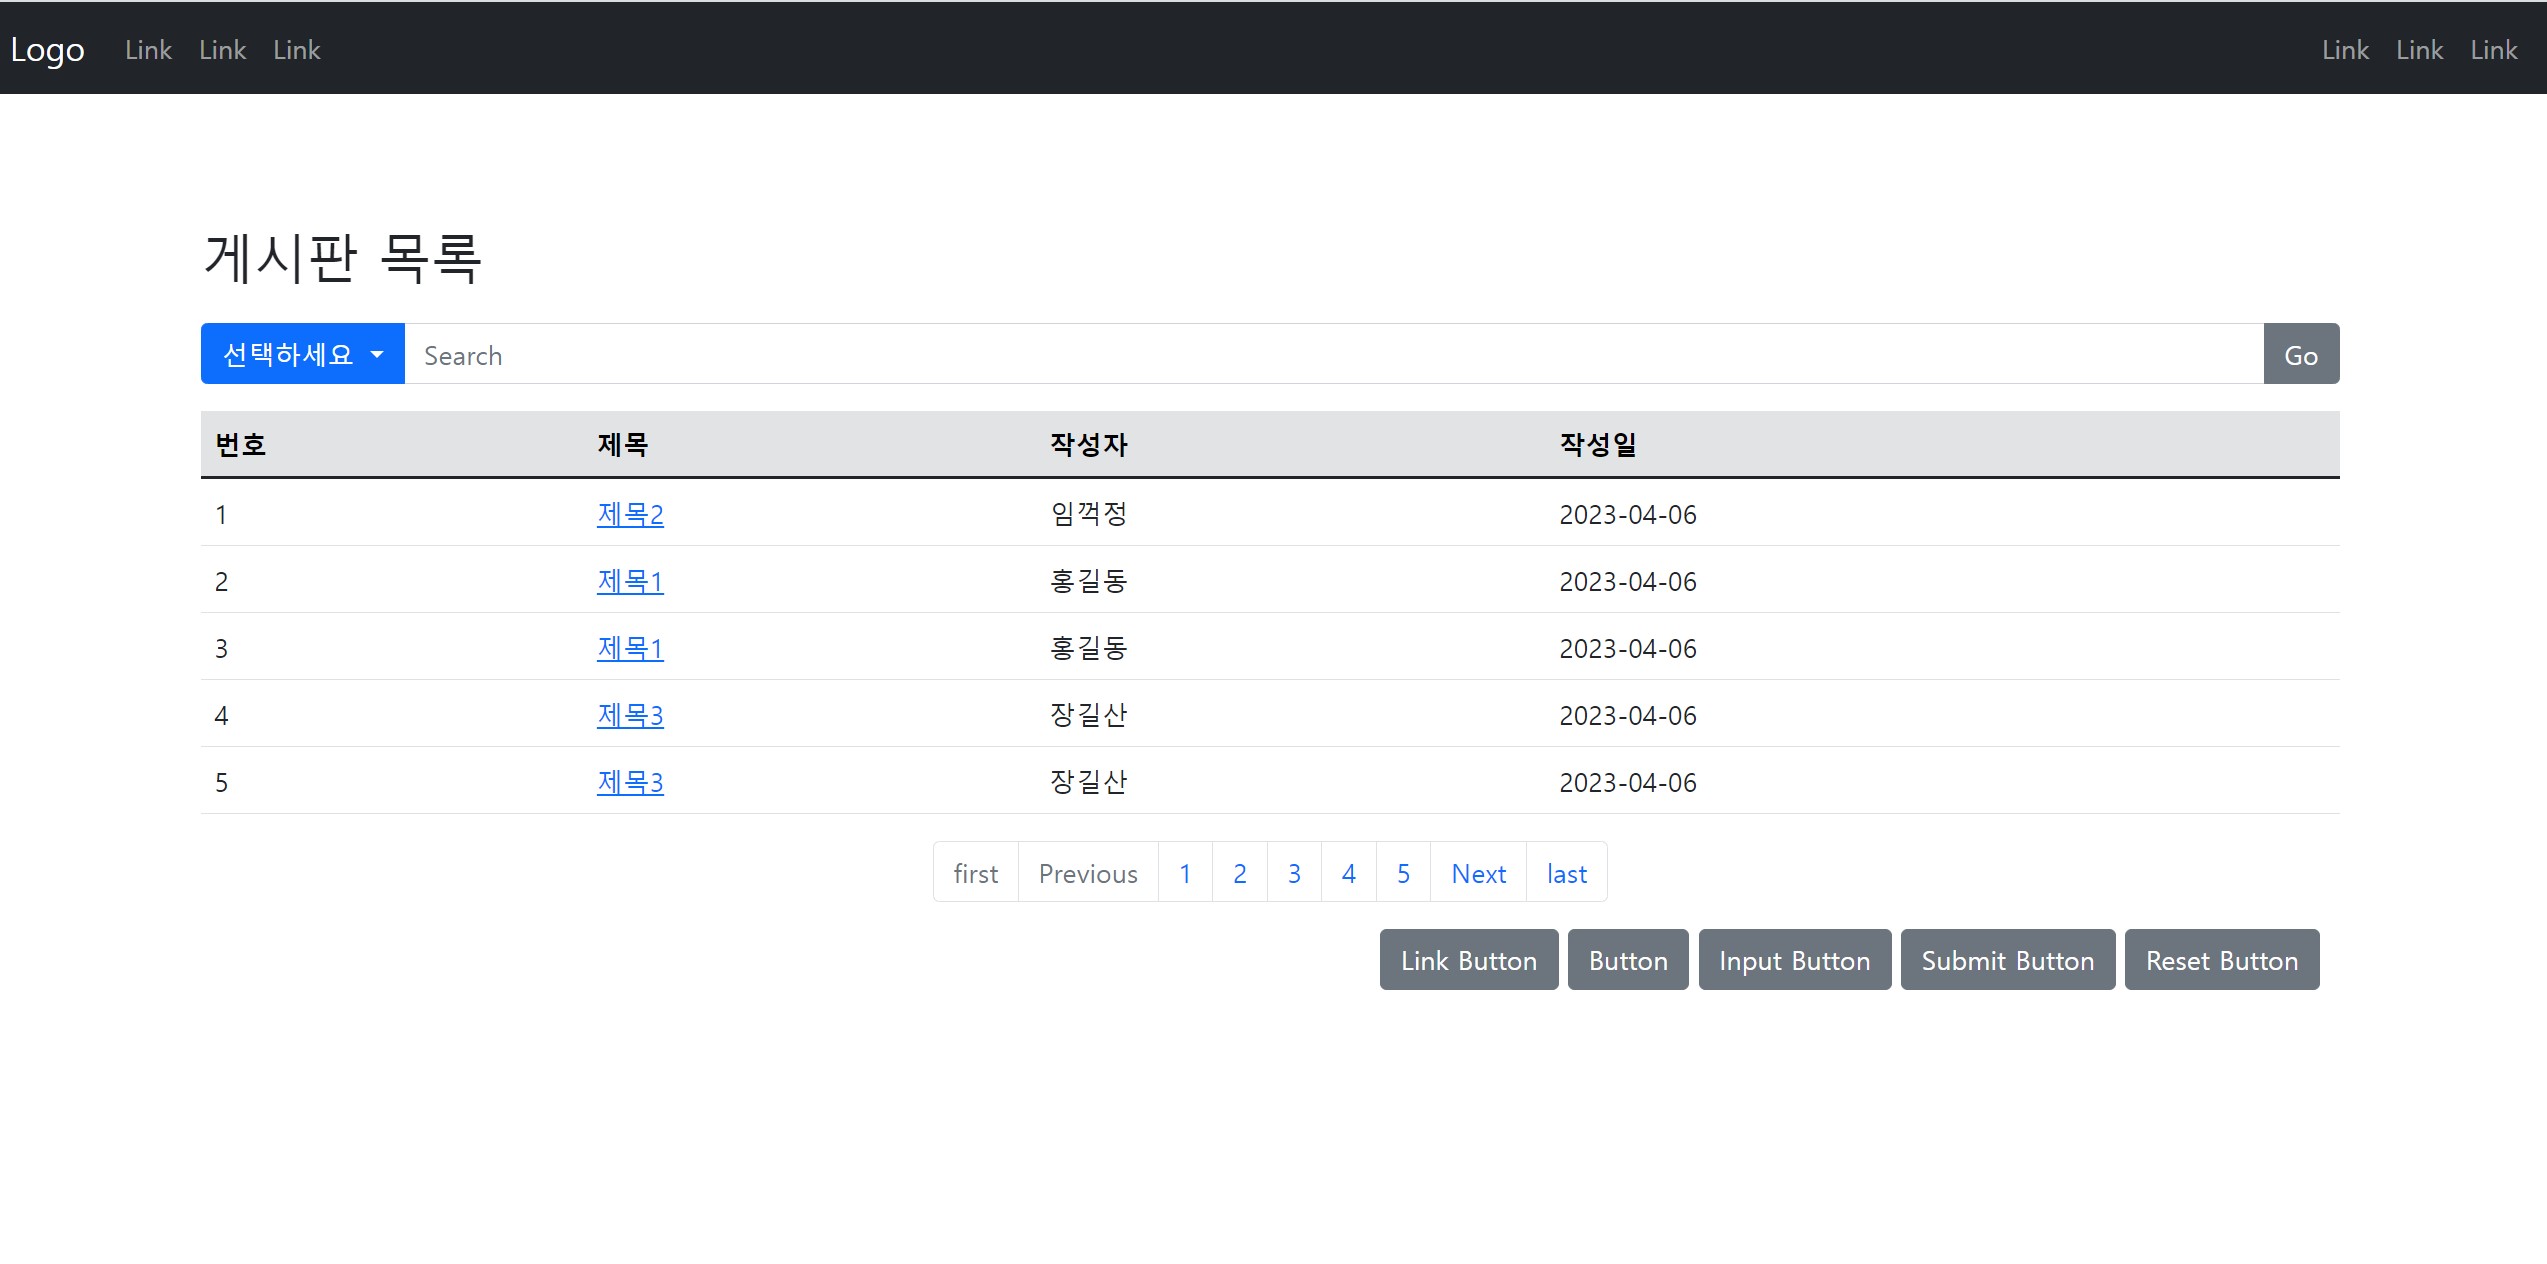 Logo Link Link Link Link Link Link
게시판 목록
선택하세요 Search Go
번호 제목 작성자 작성일
1 제목2 임꺽정 2023-04-06
2 제목1 홍길동 2023-04-06
3 제목1 홍길동 2023-04-06
4 제목3 장길산 2023-04-06
5 제목3 장길산 2023-04-06
first Previous 1 2 3 4 5 Next last
Link Button Button Input Button Submit Button Reset Button